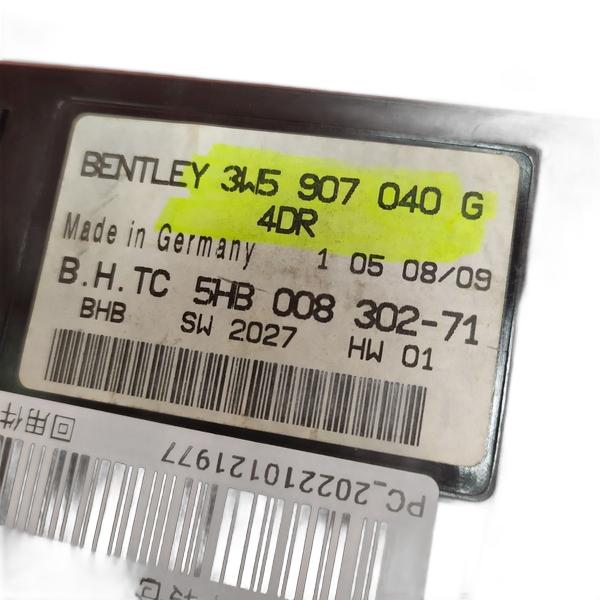 BENTLEY 3W5 907 040 G
4DR
Made in Germany 1 05 08/09
B.H.TC 5HB 008 302-71
BHB SW 2027 HW 01
回用件
PC_202210121977